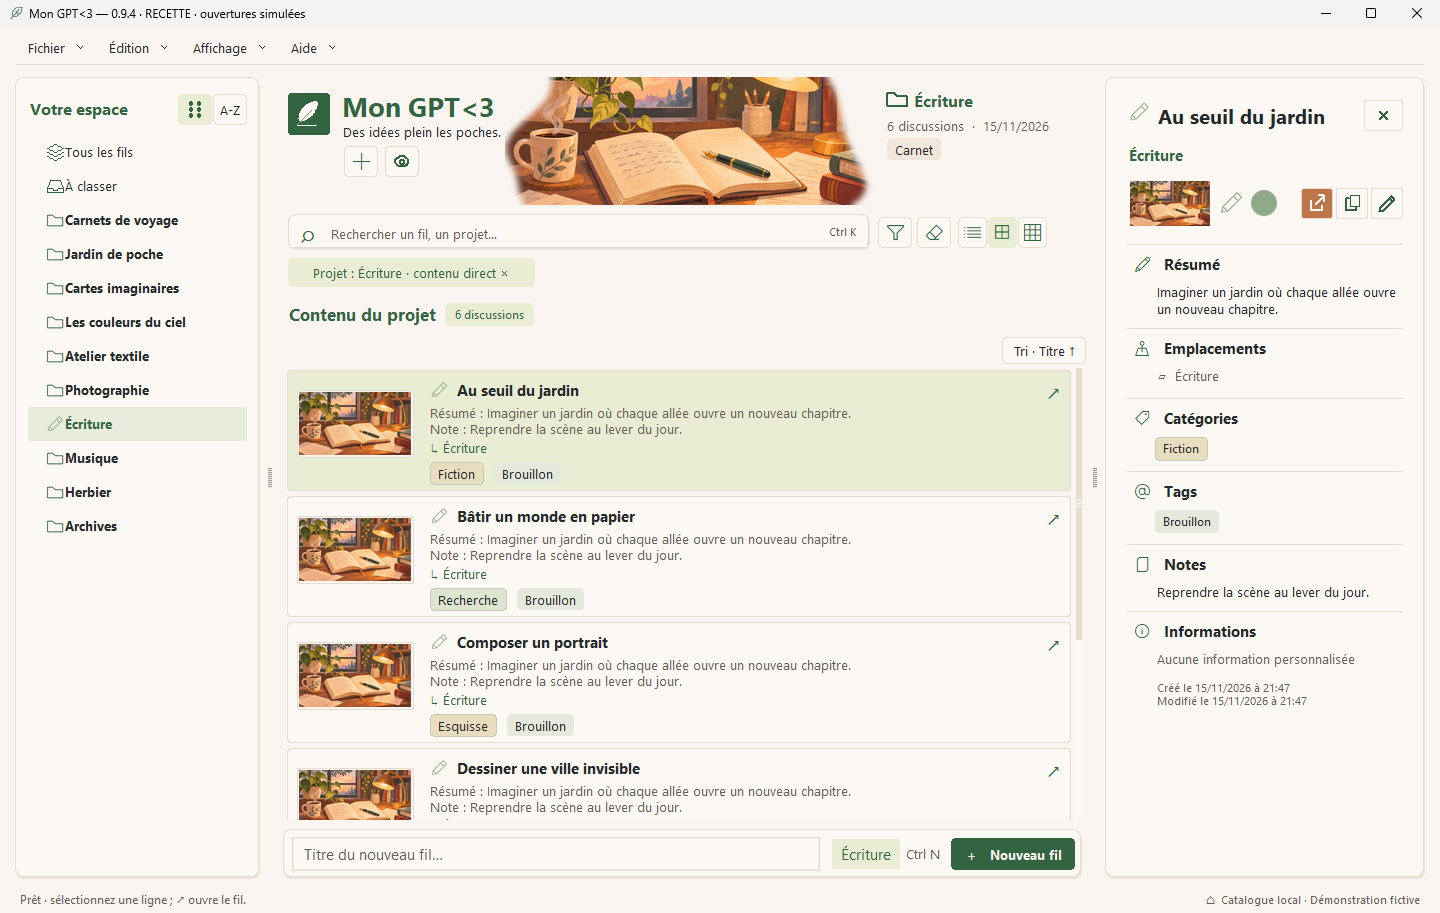 Mon GPT<3 — 0.9.4 · RECETTE · ouvertures simulées
Fichier
Édition
Affichage
Aide
Votre espace
A-Z
Tous les fils
À classer
Carnets de voyage
Jardin de poche
Cartes imaginaires
Les couleurs du ciel
Atelier textile
Photographie
Écriture
Musique
Herbier
Archives
Mon GPT<3
Des idées plein les poches.
Écriture
6 discussions · 15/11/2026
Carnet
Rechercher un fil, un projet...
Ctrl K
Projet : Écriture · contenu direct ×
Contenu du projet
6 discussions
Tri · Titre ↑
Au seuil du jardin
Résumé : Imaginer un jardin où chaque allée ouvre un nouveau chapitre.
Note : Reprendre la scène au lever du jour.
↳ Écriture
Fiction
Brouillon
Bâtir un monde en papier
Résumé : Imaginer un jardin où chaque allée ouvre un nouveau chapitre.
Note : Reprendre la scène au lever du jour.
↳ Écriture
Recherche
Brouillon
Composer un portrait
Résumé : Imaginer un jardin où chaque allée ouvre un nouveau chapitre.
Note : Reprendre la scène au lever du jour.
↳ Écriture
Esquisse
Brouillon
Dessiner une ville invisible
Résumé : Imaginer un jardin où chaque allée ouvre un nouveau chapitre.
Note : Reprendre la scène au lever du jour.
Titre du nouveau fil...
Écriture
Ctrl N
+ Nouveau fil
Au seuil du jardin
Écriture
Résumé
Imaginer un jardin où chaque allée ouvre
un nouveau chapitre.
Emplacements
Écriture
Catégories
Fiction
Tags
Brouillon
Notes
Reprendre la scène au lever du jour.
Informations
Aucune information personnalisée
Créé le 15/11/2026 à 21:47
Modifié le 15/11/2026 à 21:47
Prêt · sélectionnez une ligne ; ↗ ouvre le fil.
Catalogue local · Démonstration fictive